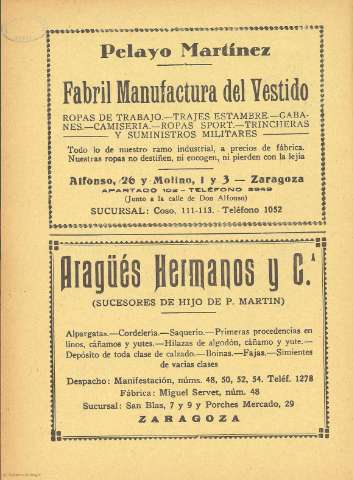 Pelayo Martínez
Fabril Manufactura del Vestido
ROPAS DE TRABAJO.—TRAJES ESTAMBRE.—GABA-
NES.—CAMISERIA.—ROPAS SPORT.—TRINCHERAS
Y SUMINISTROS MILITARES
Todo lo de nuestro ramo industrial, a precios de fábrica.
Nuestras ropas no destiñen, ni encogen, ni pierden con la lejía
Alfonso, 26 y Molino, 1 y 3 — Zaragoza
APARTADO 102 - TELÉFONO 3949
(Junto a la calle de Don Alfonso)
SUCURSAL: Coso, 111-113. - Teléfono 1052
Aragüés Hermanos y C.ª
(SUCESORES DE HIJO DE P. MARTIN)
Alpargatas.—Cordelería.—Saquerío.—Primeras procedencias en
linos, cáñamos y yutes.—Hilazas de algodón, cáñamo y yute.—
Depósito de toda clase de calzado.—Boinas.—Fajas.—Simientes
de varias clases
Despacho: Manifestación, núms. 48, 50, 52, 54. Teléf. 1278
Fábrica: Miguel Servet, núm. 48
Sucursal: San Blas, 7 y 9 y Porches Mercado, 29
ZARAGOZA